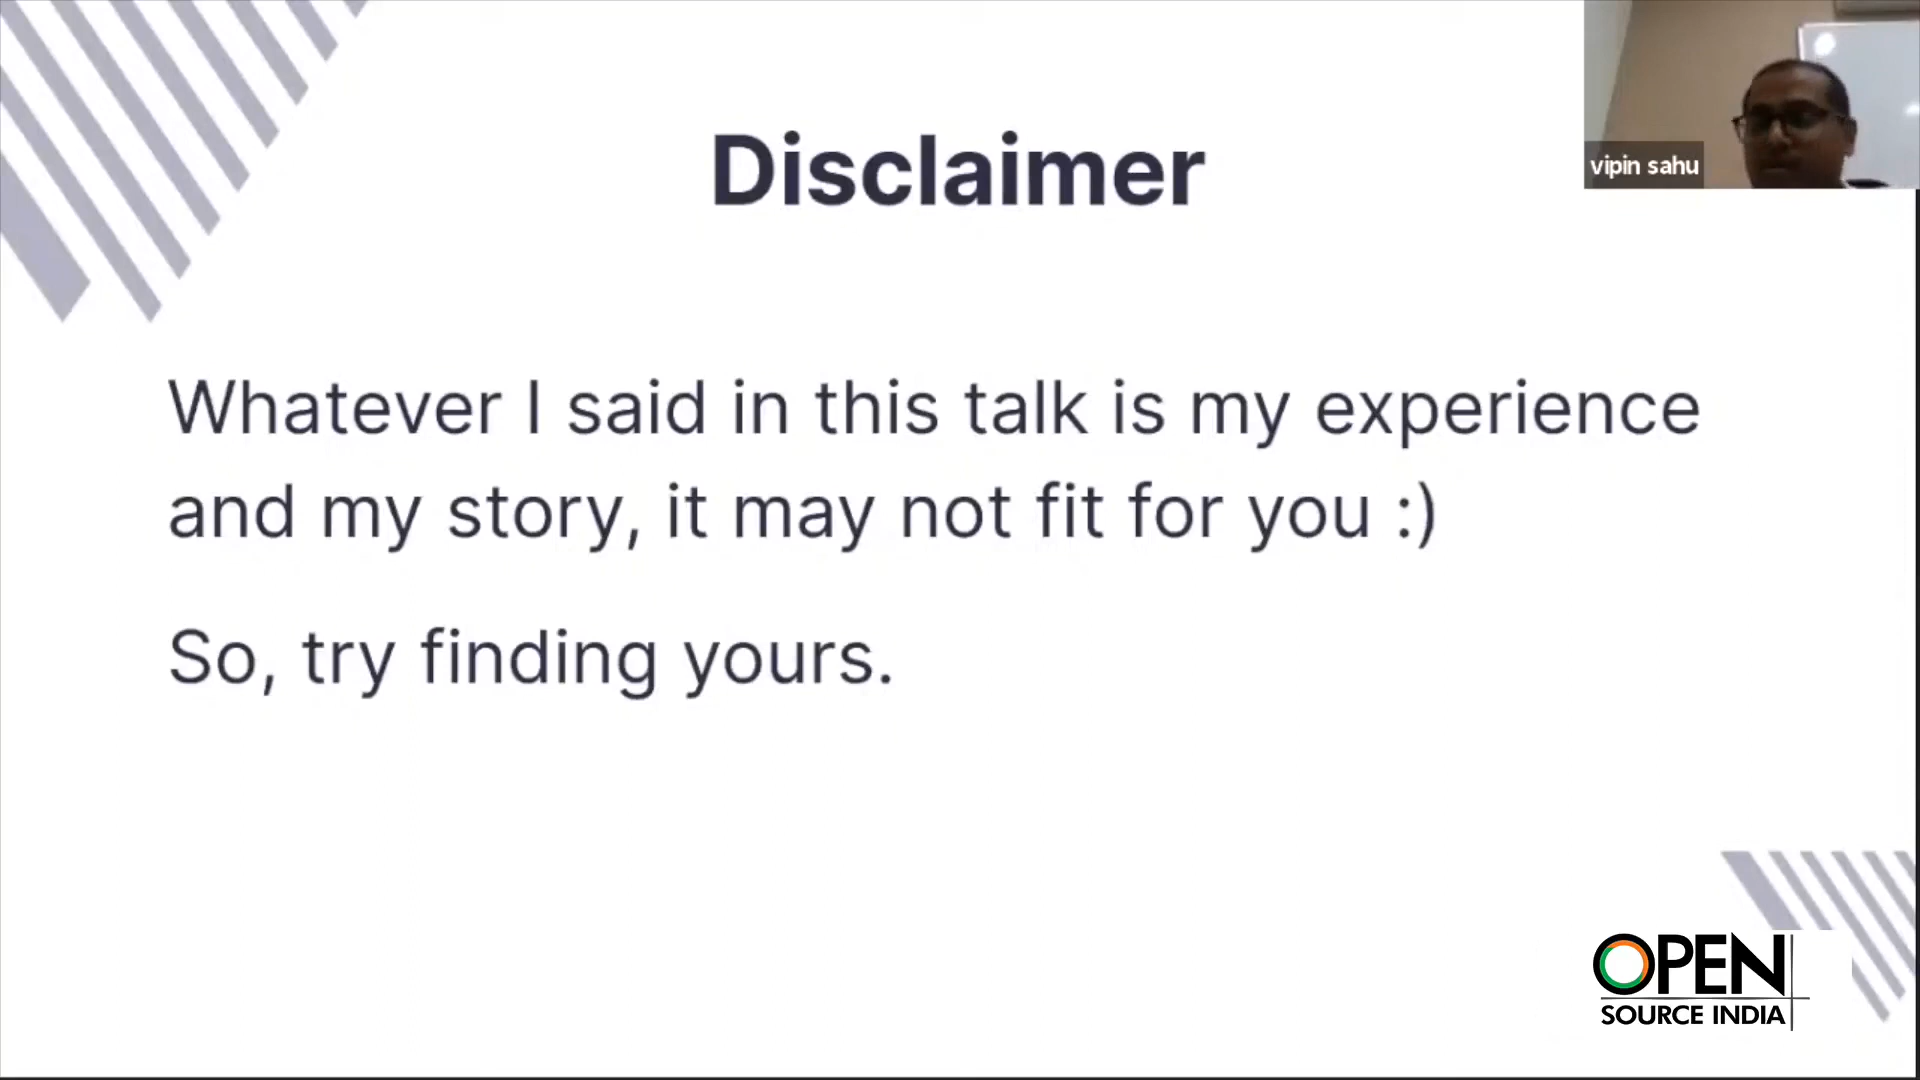 Disclaimer
vipin sahu
Whatever I said in this talk is my experience
and my story, it may not fit for you :)
So, try finding yours.
OPEN
SOURCE INDIA